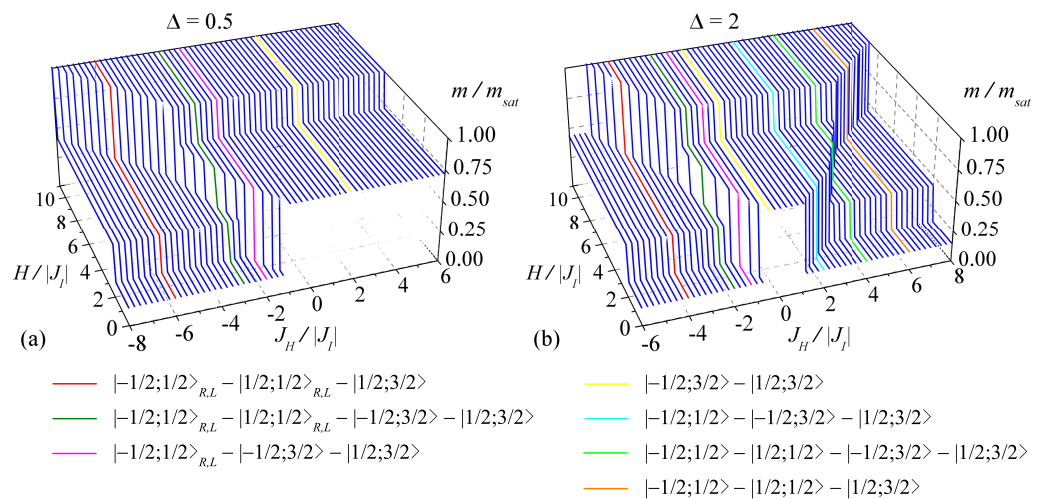 Δ = 0.5
Δ = 2
m / m_sat
1.00
0.75
0.50
0.25
0.00
10
8
6
4
2
0
H / |J_I|
-8
-6
-4
-2
0
2
4
6
J_H / |J_I|
(a)
m / m_sat
1.00
0.75
0.50
0.25
0.00
10
8
6
4
2
0
H / |J_I|
-6
-4
-2
0
2
4
6
8
J_H / |J_I|
(b)
|−1/2;1/2>_R,L − |1/2;1/2>_R,L − |1/2;3/2>
|−1/2;1/2>_R,L − |1/2;1/2>_R,L − |−1/2;3/2> − |1/2;3/2>
|−1/2;1/2>_R,L − |−1/2;3/2> − |1/2;3/2>
|−1/2;3/2> − |1/2;3/2>
|−1/2;1/2> − |−1/2;3/2> − |1/2;3/2>
|−1/2;1/2> − |1/2;1/2> − |−1/2;3/2> − |1/2;3/2>
|−1/2;1/2> − |1/2;1/2> − |1/2;3/2>